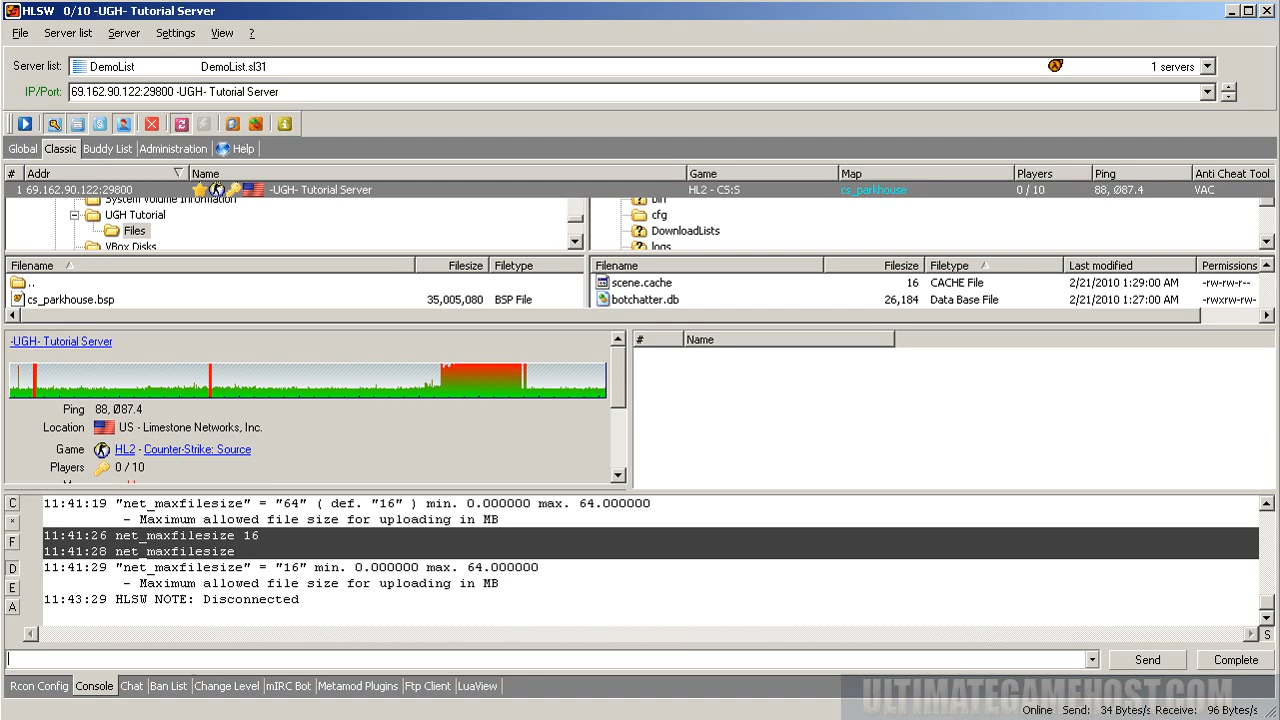 HLSW 0/10 -UGH- Tutorial Server
File Server list Server Settings View ?
Server list: DemoList DemoList.sl31 1 servers
IP/Port: 69.162.90.122:29800 -UGH- Tutorial Server
Global Classic Buddy List Administration Help
# Addr Name Game Map Players Ping Anti Cheat Tool
1 69.162.90.122:29800 -UGH- Tutorial Server HL2 - CS:S cs_parkhouse 0 / 10 88, Ø87.4 VAC
System Volume Information bin
UGH Tutorial cfg
Files DownloadLists
VBox Disks logs
Filename Filesize Filetype Filename Filesize Filetype Last modified Permissions
.. scene.cache 16 CACHE File 2/21/2010 1:29:00 AM -rw-rw-r--
cs_parkhouse.bsp 35,005,080 BSP File botchatter.db 26,184 Data Base File 2/21/2010 1:27:00 AM -rwxrw-rw-
-UGH- Tutorial Server # Name
Ping 88, Ø87.4
Location US - Limestone Networks, Inc.
Game HL2 - Counter-Strike: Source
Players 0 / 10
C 11:41:19 "net_maxfilesize" = "64" ( def. "16" ) min. 0.000000 max. 64.000000
* - Maximum allowed file size for uploading in MB
F 11:41:26 net_maxfilesize 16
11:41:28 net_maxfilesize
D 11:41:29 "net_maxfilesize" = "16" min. 0.000000 max. 64.000000
E - Maximum allowed file size for uploading in MB
A 11:43:29 HLSW NOTE: Disconnected
S
Send Complete
Rcon Config Console Chat Ban List Change Level mIRC Bot Metamod Plugins Ftp Client LuaView
ULTIMATEGAMEHOST.COM
Online Send: 34 Bytes/s Receive: 96 Bytes/s